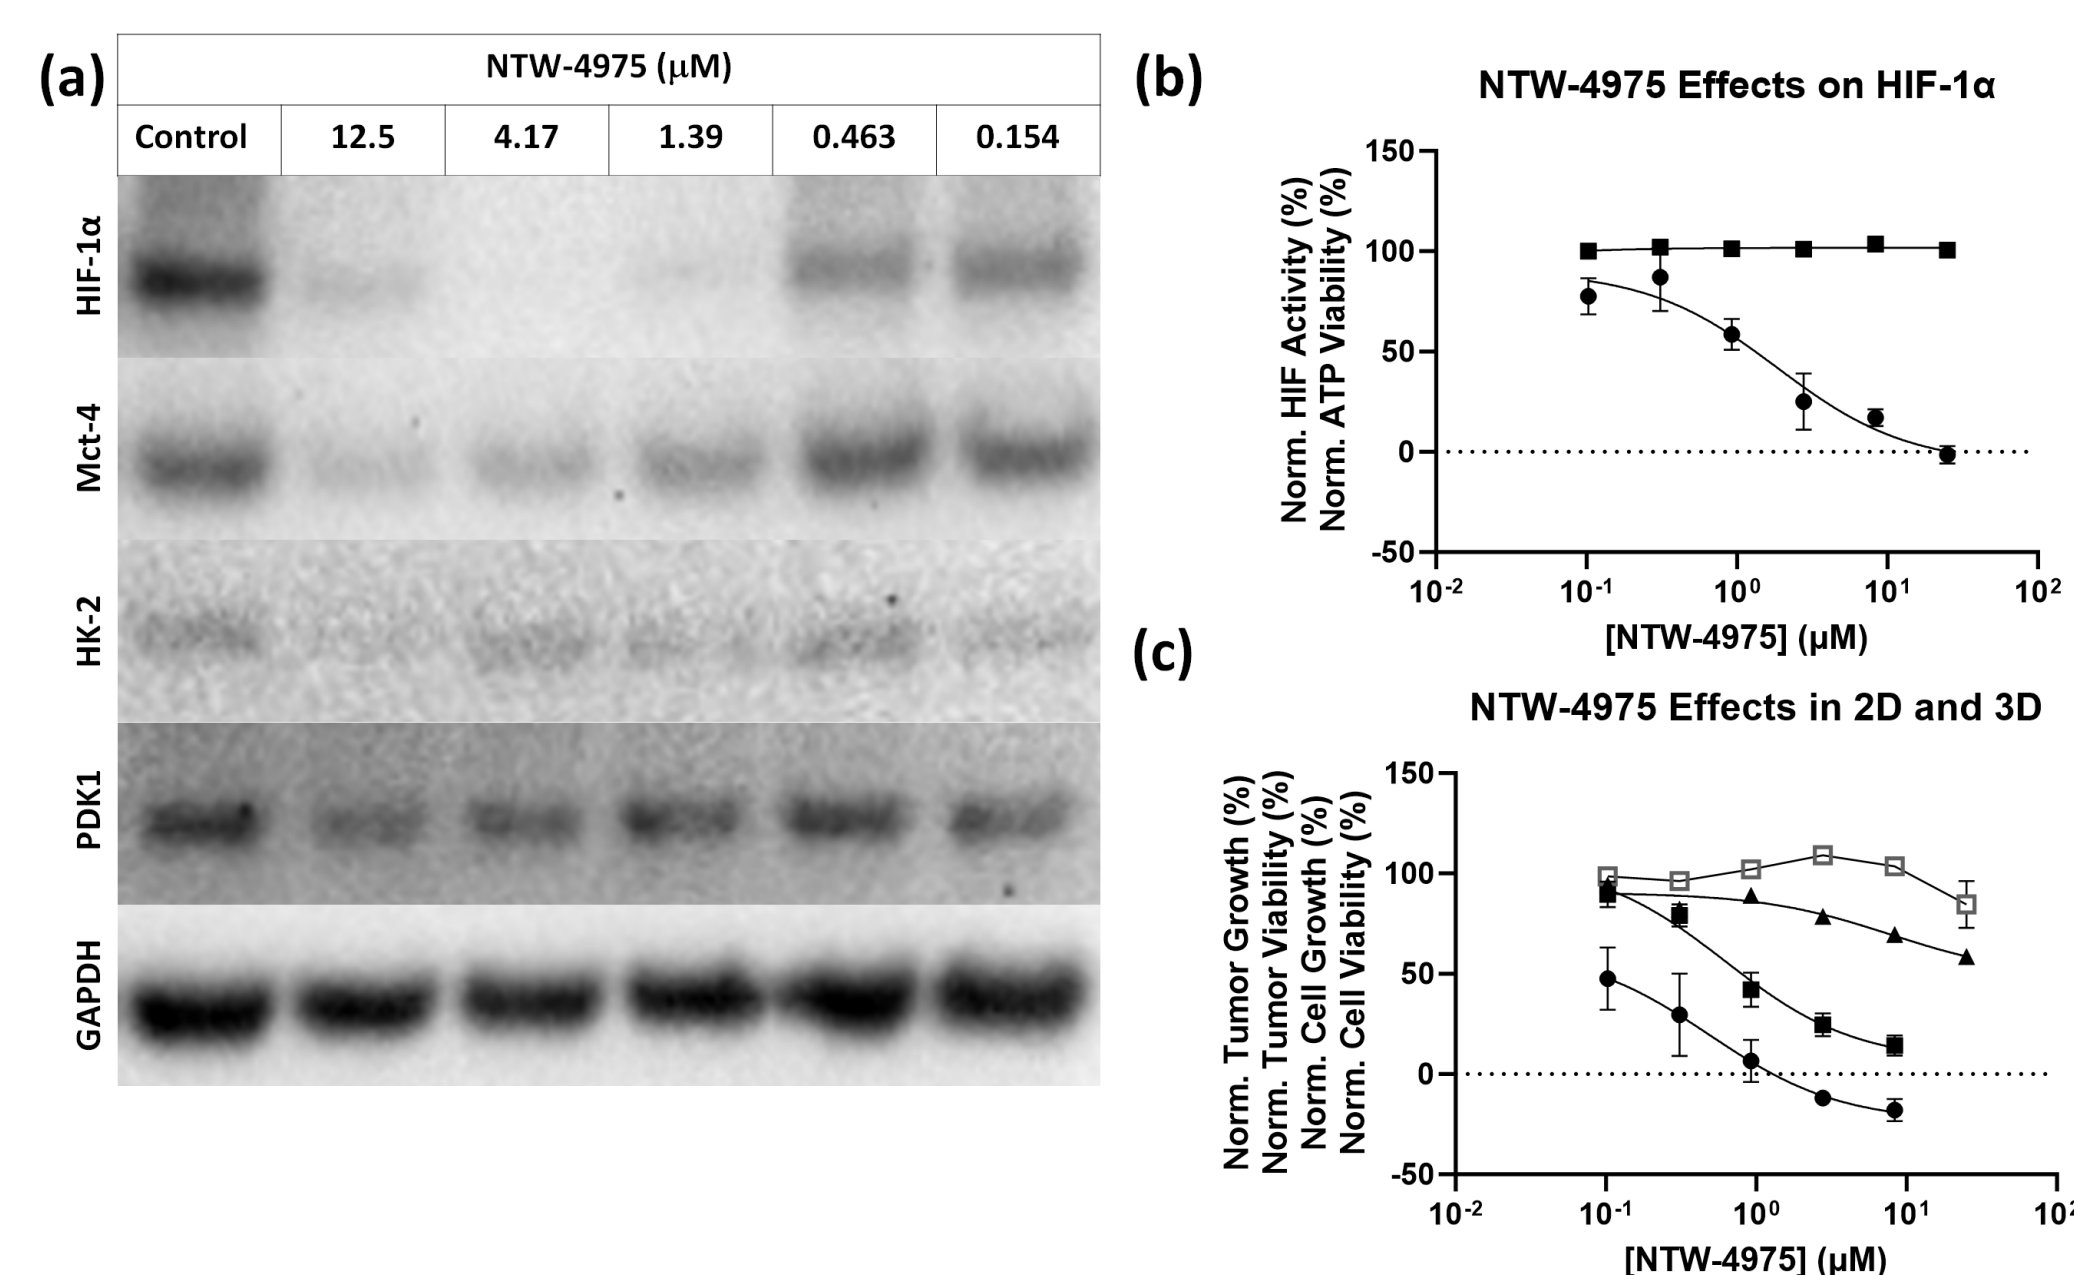 (a)
NTW-4975 (µM)
Control 12.5 4.17 1.39 0.463 0.154
HIF-1α
Mct-4
HK-2
PDK1
GAPDH
(b)
NTW-4975 Effects on HIF-1α
Norm. HIF Activity (%)
Norm. ATP Viability (%)
150
100
50
0
-50
10⁻² 10⁻¹ 10⁰ 10¹ 10²
[NTW-4975] (µM)
(c)
NTW-4975 Effects in 2D and 3D
Norm. Tumor Growth (%)
Norm. Tumor Viability (%)
Norm. Cell Growth (%)
Norm. Cell Viability (%)
150
100
50
0
-50
10⁻² 10⁻¹ 10⁰ 10¹ 10²
[NTW-4975] (µM)